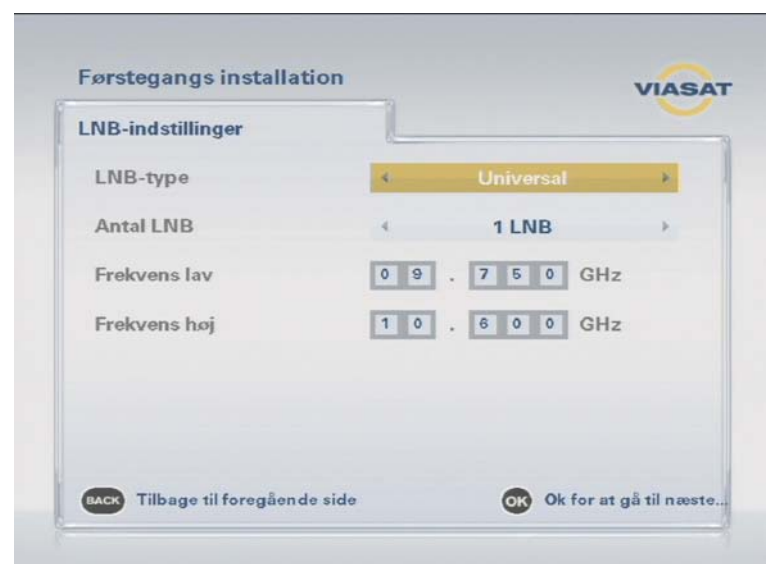 Førstegangs installation
VIASAT
LNB-indstillinger
LNB-type Universal
Antal LNB 1 LNB
Frekvens lav 09.750 GHz
Frekvens høj 10.600 GHz
BACK Tilbage til foregående side OK Ok for at gå til næste...